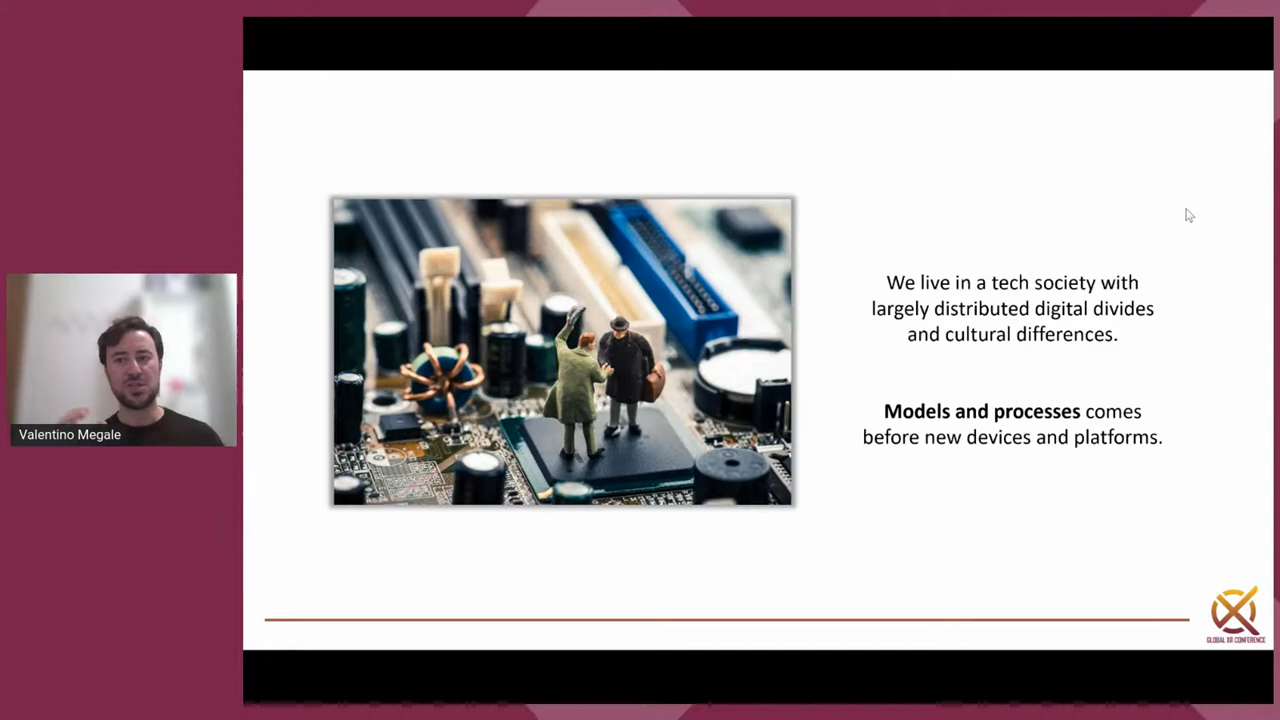 We live in a tech society with
largely distributed digital divides
and cultural differences.
Models and processes comes
before new devices and platforms.
Valentino Megale
GLOBAL XR CONFERENCE